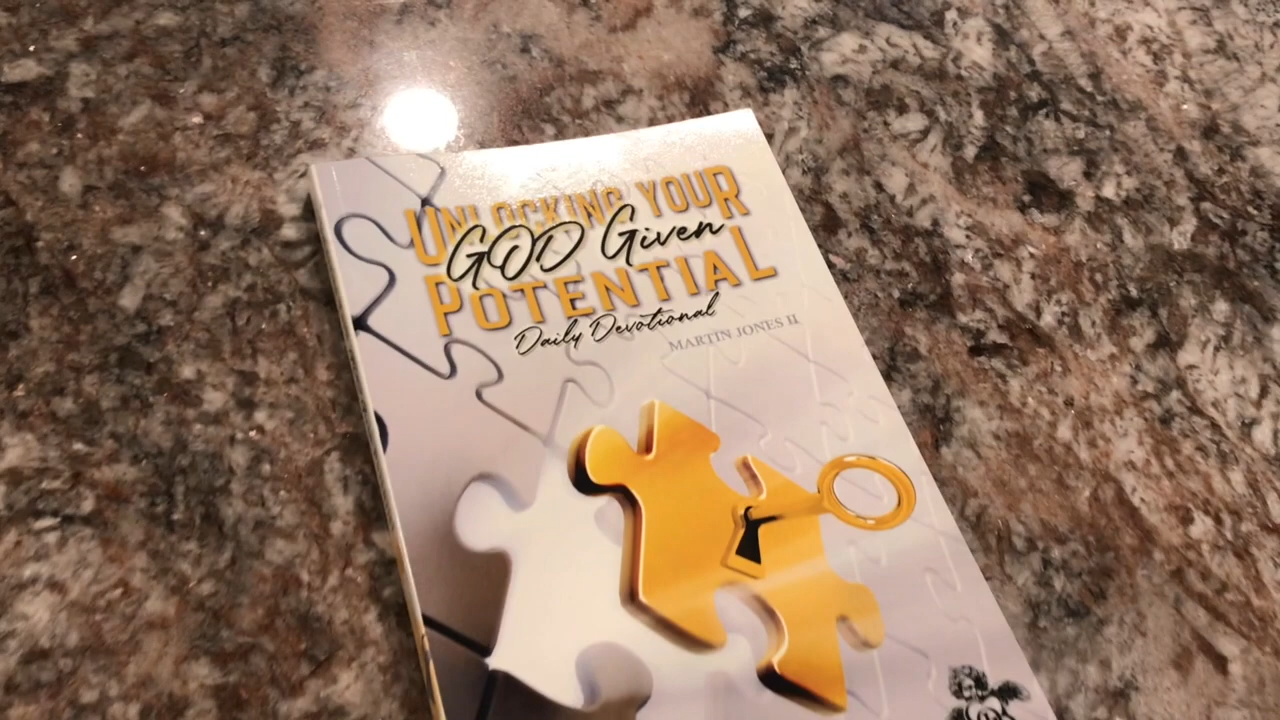 UNLOCKING YOUR
GOD Given
POTENTIAL
Daily Devotional
MARTIN JONES II